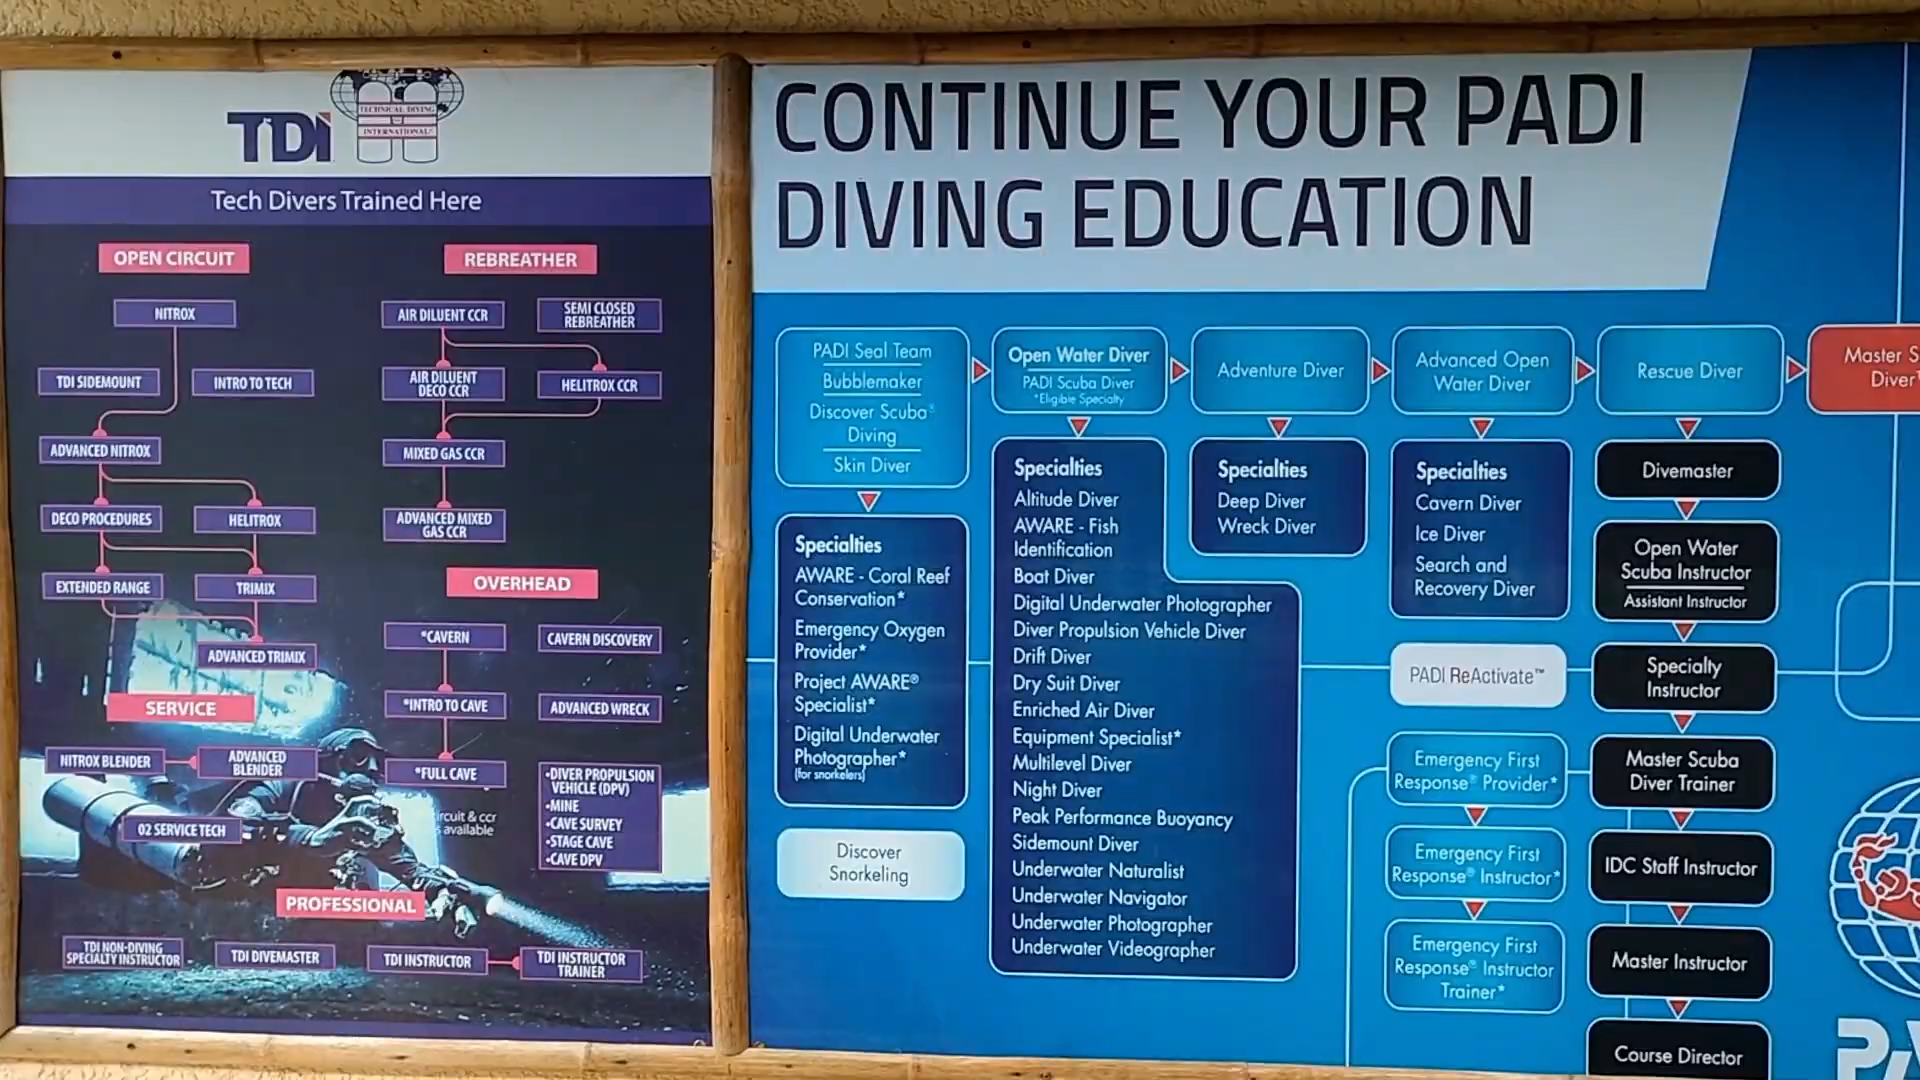 TDI
TECHNICAL DIVING
INTERNATIONAL
Tech Divers Trained Here
OPEN CIRCUIT
NITROX
TDI SIDEMOUNT
INTRO TO TECH
ADVANCED NITROX
DECO PROCEDURES
HELITROX
EXTENDED RANGE
TRIMIX
ADVANCED TRIMIX
SERVICE
NITROX BLENDER
ADVANCED
BLENDER
02 SERVICE TECH
REBREATHER
AIR DILUENT CCR
SEMI CLOSED
REBREATHER
AIR DILUENT
DECO CCR
HELITROX CCR
MIXED GAS CCR
ADVANCED MIXED
GAS CCR
OVERHEAD
*CAVERN
CAVERN DISCOVERY
*INTRO TO CAVE
ADVANCED WRECK
*FULL CAVE
•DIVER PROPULSION
VEHICLE (DPV)
•MINE
•CAVE SURVEY
•STAGE CAVE
•CAVE DPV
ircuit & ccr
available
PROFESSIONAL
TDI NON-DIVING
SPECIALTY INSTRUCTOR
TDI DIVEMASTER
TDI INSTRUCTOR
TDI INSTRUCTOR
TRAINER
CONTINUE YOUR PADI
DIVING EDUCATION
PADI Seal Team
Bubblemaker
Discover Scuba®
Diving
Skin Diver
Specialties
AWARE - Coral Reef
Conservation*
Emergency Oxygen
Provider*
Project AWARE®
Specialist*
Digital Underwater
Photographer*
(for snorkelers)
Discover
Snorkeling
Open Water Diver
PADI Scuba Diver
*Eligible Specialty
Specialties
Altitude Diver
AWARE - Fish
Identification
Boat Diver
Digital Underwater Photographer
Diver Propulsion Vehicle Diver
Drift Diver
Dry Suit Diver
Enriched Air Diver
Equipment Specialist*
Multilevel Diver
Night Diver
Peak Performance Buoyancy
Sidemount Diver
Underwater Naturalist
Underwater Navigator
Underwater Photographer
Underwater Videographer
Adventure Diver
Specialties
Deep Diver
Wreck Diver
Advanced Open
Water Diver
Specialties
Cavern Diver
Ice Diver
Search and
Recovery Diver
PADI ReActivate™
Emergency First
Response® Provider*
Emergency First
Response® Instructor*
Emergency First
Response® Instructor
Trainer*
Rescue Diver
Divemaster
Open Water
Scuba Instructor
Assistant Instructor
Specialty
Instructor
Master Scuba
Diver Trainer
IDC Staff Instructor
Master Instructor
Course Director
Master S
Diver
PA